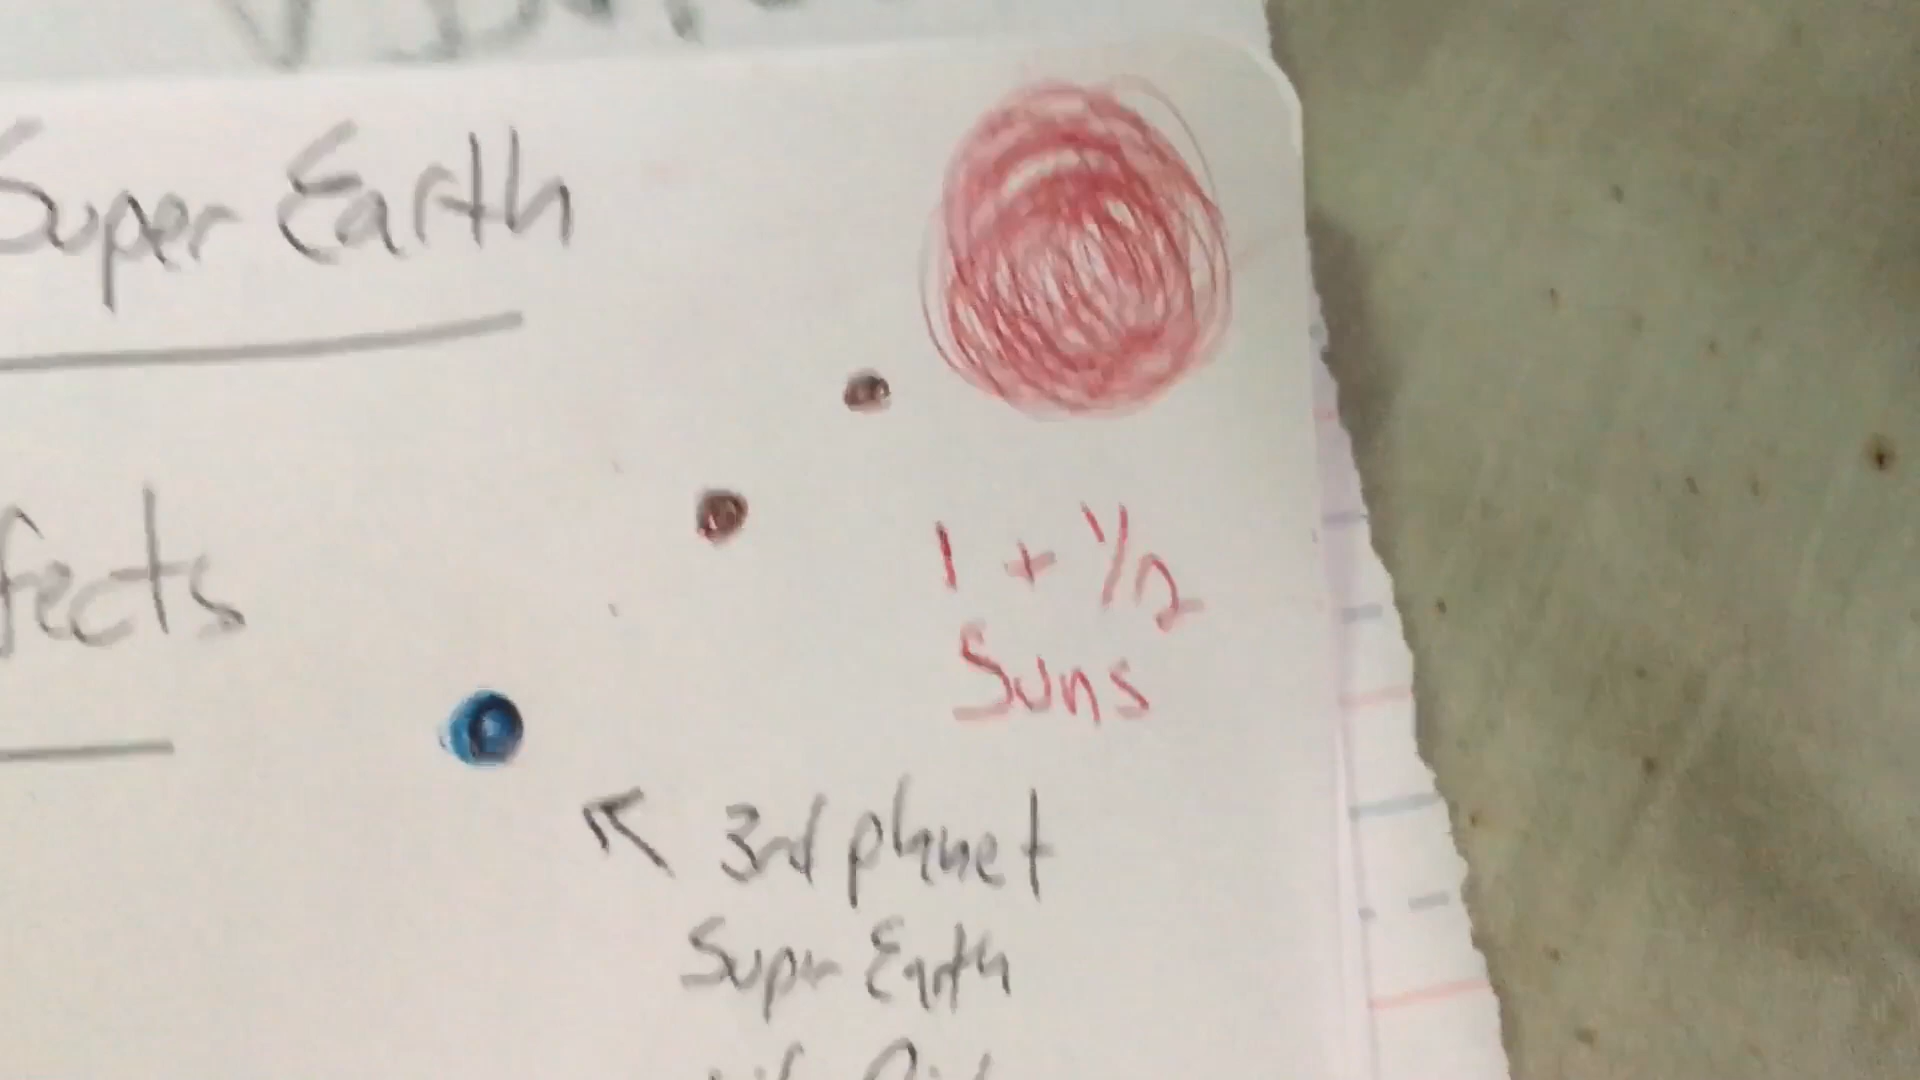 Super Earth
fects
1 + 1/2
Suns
3rd planet
Super Earth